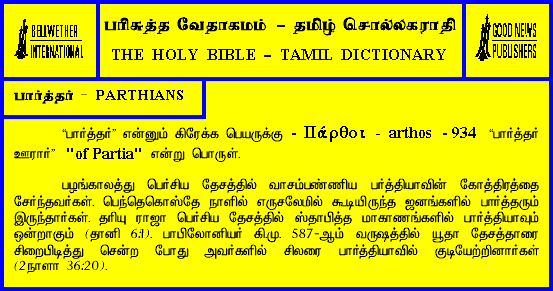 BELLWETHER
INTERNATIONAL
பரிசுத்த வேதாகமம் – தமிழ் சொல்லகராதி
THE HOLY BIBLE – TAMIL DICTIONARY
GOOD NEWS
PUBLISHERS
பார்த்தர் - PARTHIANS
“பார்த்தர்” என்னும் கிரேக்க பெயருக்கு - Πάρθοι - arthos - 934 “பார்த்தர்
ஊரார்” "of Partia" என்று பொருள்.
பழங்காலத்து பெர்சிய தேசத்தில் வாசம்பண்ணிய பர்த்தியாவின் கோத்திரத்தை
சேர்ந்தவர்கள். பெந்தெகொஸ்தே நாளில் எருசலேமில் கூடியிருந்த ஜனங்களில் பார்த்தரும்
இருந்தார்கள். தரியு ராஜா பெர்சிய தேசத்தில் ஸ்தாபித்த மாகாணங்களில் பார்த்தியாவும்
ஒன்றாகும் (தானி 6:1). பாபிலோனியர் கி.மு. 587-ஆம் வருஷத்தில் யூதா தேசத்தாரை
சிறைபிடித்து சென்ற போது அவர்களில் சிலரை பார்த்தியாவில் குடியேற்றினார்கள்
(2நாளா 36:20).